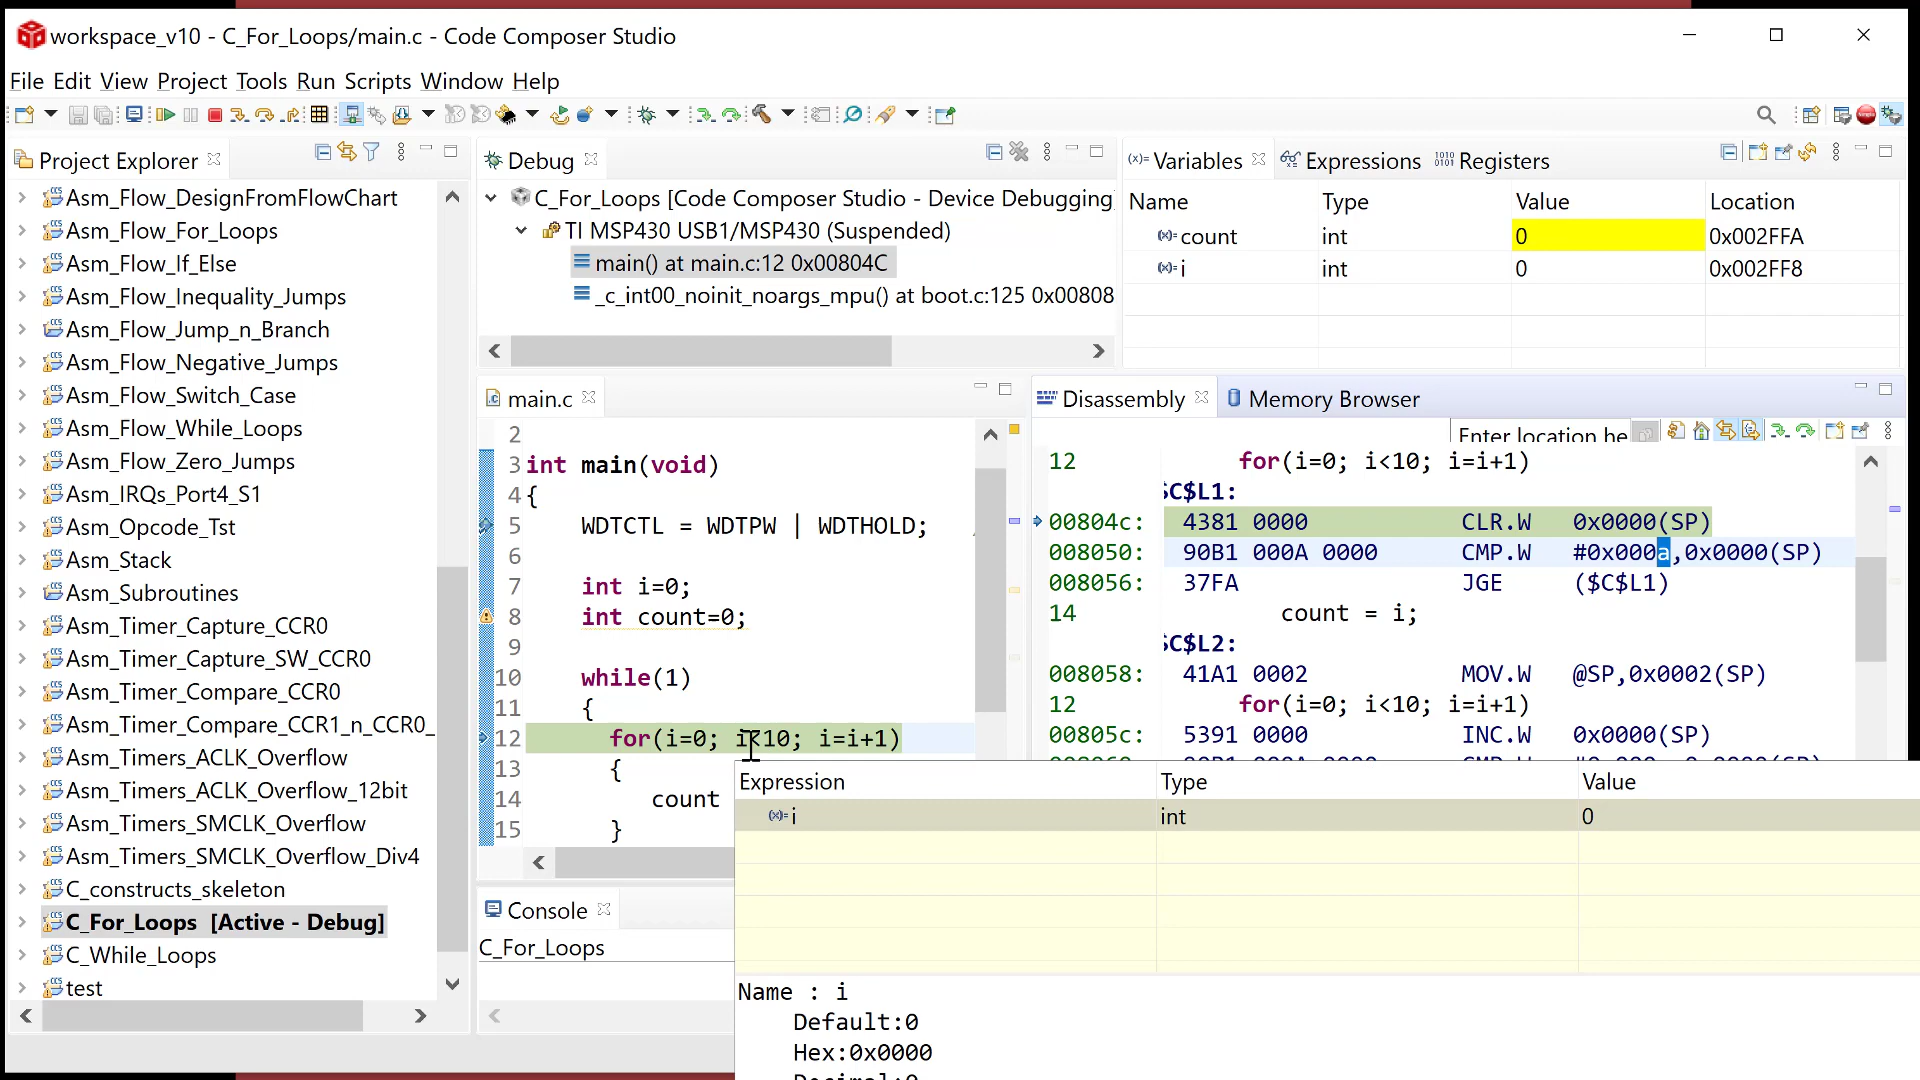 workspace_v10 - C_For_Loops/main.c - Code Composer Studio
File Edit View Project Tools Run Scripts Window Help
Project Explorer
Asm_Flow_DesignFromFlowChart
Asm_Flow_For_Loops
Asm_Flow_If_Else
Asm_Flow_Inequality_Jumps
Asm_Flow_Jump_n_Branch
Asm_Flow_Negative_Jumps
Asm_Flow_Switch_Case
Asm_Flow_While_Loops
Asm_Flow_Zero_Jumps
Asm_IRQs_Port4_S1
Asm_Opcode_Tst
Asm_Stack
Asm_Subroutines
Asm_Timer_Capture_CCR0
Asm_Timer_Capture_SW_CCR0
Asm_Timer_Compare_CCR0
Asm_Timer_Compare_CCR1_n_CCR0_
Asm_Timers_ACLK_Overflow
Asm_Timers_ACLK_Overflow_12bit
Asm_Timers_SMCLK_Overflow
Asm_Timers_SMCLK_Overflow_Div4
C_constructs_skeleton
C_For_Loops [Active - Debug]
C_While_Loops
test
Debug
C_For_Loops [Code Composer Studio - Device Debugging]
TI MSP430 USB1/MSP430 (Suspended)
main() at main.c:12 0x00804C
_c_int00_noinit_noargs_mpu() at boot.c:125 0x00808
(x)= Variables Expressions 1010 0101 Registers
Name Type Value Location
(x)= count int 0 0x002FFA
(x)= i int 0 0x002FF8
main.c
2
3 int main(void)
4 {
5 WDTCTL = WDTPW | WDTHOLD;
6
7 int i=0;
8 int count=0;
9
10 while(1)
11 {
12 for(i=0; i<10; i=i+1)
13 {
14 count
15 }
Disassembly Memory Browser
Enter location he
12 for(i=0; i<10; i=i+1)
$C$L1:
00804c: 4381 0000 CLR.W 0x0000(SP)
008050: 90B1 000A 0000 CMP.W #0x000a,0x0000(SP)
008056: 37FA JGE ($C$L1)
14 count = i;
$C$L2:
008058: 41A1 0002 MOV.W @SP,0x0002(SP)
12 for(i=0; i<10; i=i+1)
00805c: 5391 0000 INC.W 0x0000(SP)
Console
C_For_Loops
Expression Type Value
(x)= i int 0
Name : i
Default:0
Hex:0x0000
Decimal:0